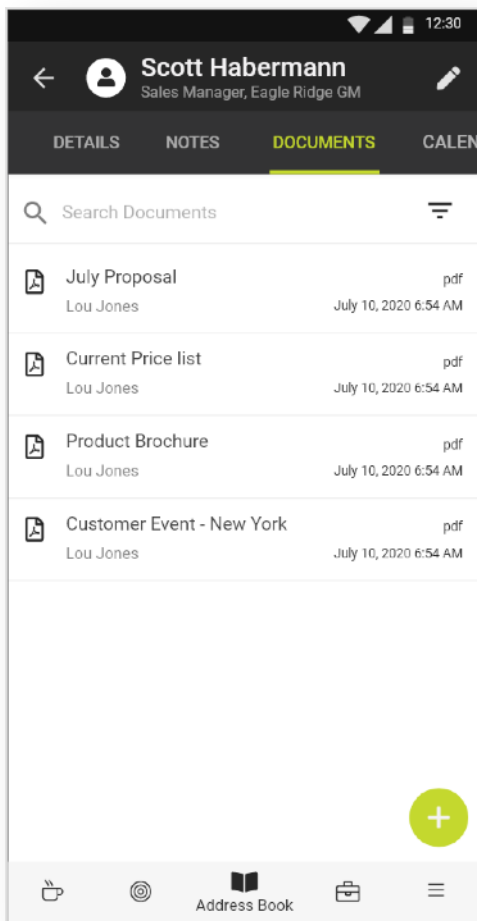 12:30
Scott Habermann
Sales Manager, Eagle Ridge GM
DETAILS NOTES DOCUMENTS CALEN
Search Documents
July Proposal pdf
Lou Jones July 10, 2020 6:54 AM
Current Price list pdf
Lou Jones July 10, 2020 6:54 AM
Product Brochure pdf
Lou Jones July 10, 2020 6:54 AM
Customer Event - New York pdf
Lou Jones July 10, 2020 6:54 AM
Address Book